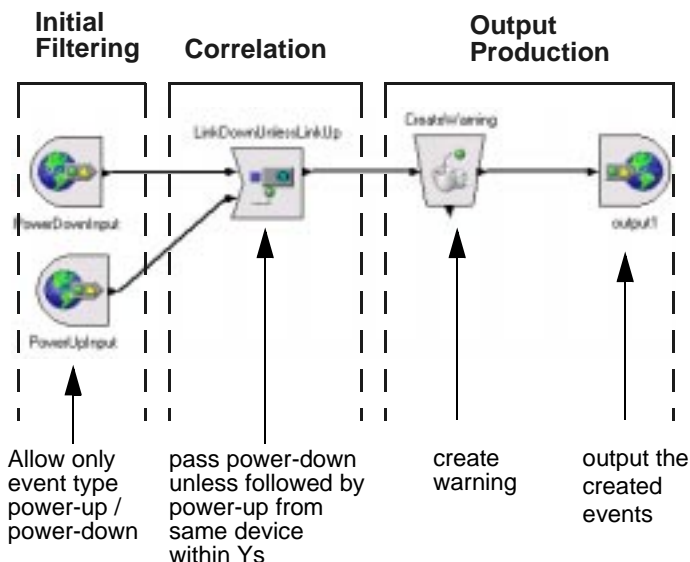 Initial
Filtering
Correlation
Output
Production
LinkDownUnlessLinkUp
CreateWarning
PowerDownInput
output1
PowerUpInput
Allow only
event type
power-up /
power-down
pass power-down
unless followed by
power-up from
same device
within Ys
create
warning
output the
created
events